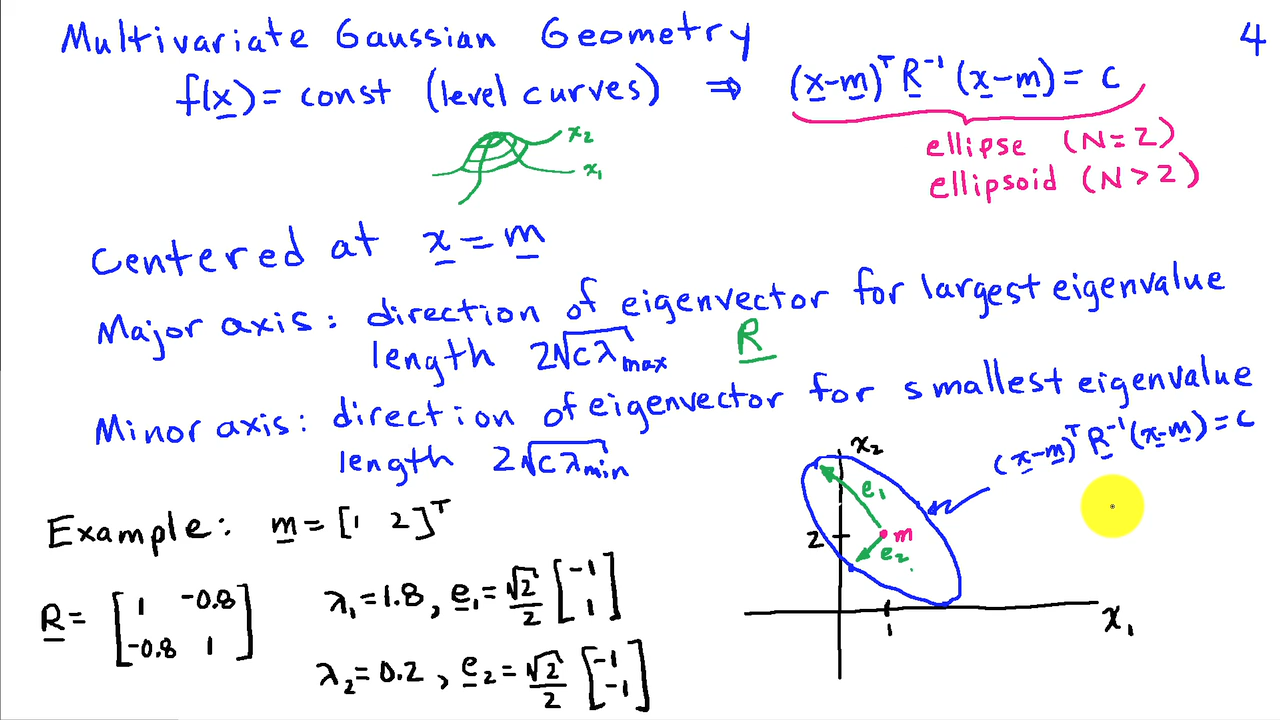 Multivariate Gaussian Geometry
4
f(x) = const (level curves) ⇒ (x-m)ᵀ R⁻¹ (x-m) = c
ellipse (N=2)
ellipsoid (N>2)
x₂
x₁
Centered at x = m
Major axis: direction of eigenvector for largest eigenvalue
length 2√cλmax R
Minor axis: direction of eigenvector for smallest eigenvalue
length 2√cλmin
(x-m)ᵀ R⁻¹ (x-m) = c
x₂
e₁
2
m
e₂
1
x₁
Example: m = [1 2]ᵀ
R = [1 -0.8
-0.8 1]
λ₁=1.8, e₁ = √2/2 [-1
1]
λ₂=0.2, e₂ = √2/2 [-1
-1]